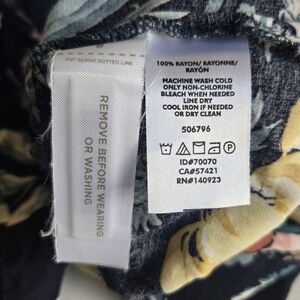 CUT ALONG DOTTED LINE
REMOVE BEFORE WEARING
OR WASHING
100% RAYON/RAYONNE/
RAYÓN
MACHINE WASH COLD
ONLY NON-CHLORINE
BLEACH WHEN NEEDED
LINE DRY
COOL IRON IF NEEDED
OR DRY CLEAN
506796
ID#70070
CA#57421
RN#140923